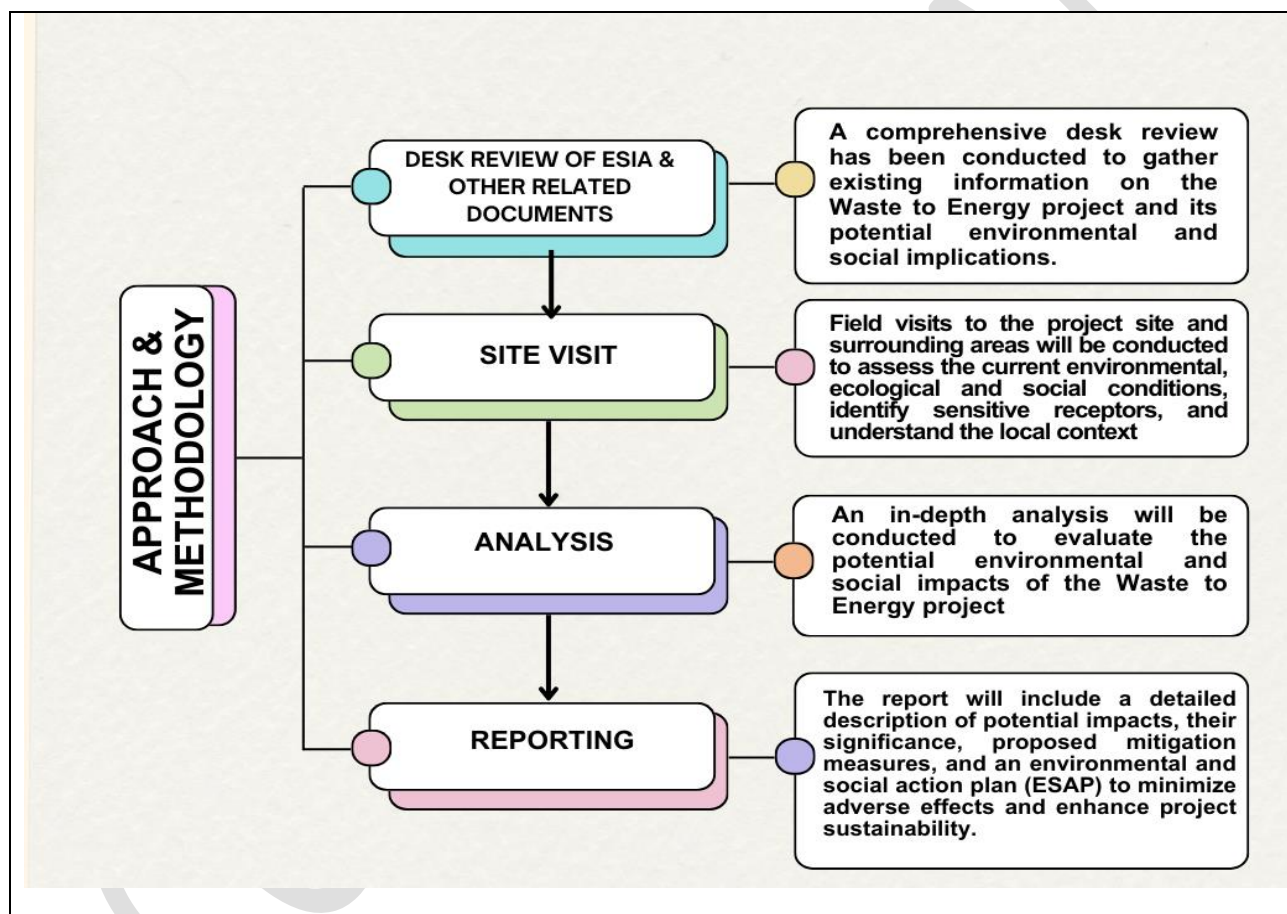 APPROACH &
METHODOLOGY
DESK REVIEW OF ESIA &
OTHER RELATED
DOCUMENTS
A comprehensive desk review
has been conducted to gather
existing information on the
Waste to Energy project and its
potential environmental and
social implications.
SITE VISIT
Field visits to the project site and
surrounding areas will be conducted
to assess the current environmental,
ecological and social conditions,
identify sensitive receptors, and
understand the local context
ANALYSIS
An in-depth analysis will be
conducted to evaluate the
potential environmental and
social impacts of the Waste to
Energy project
REPORTING
The report will include a detailed
description of potential impacts, their
significance, proposed mitigation
measures, and an environmental and
social action plan (ESAP) to minimize
adverse effects and enhance project
sustainability.